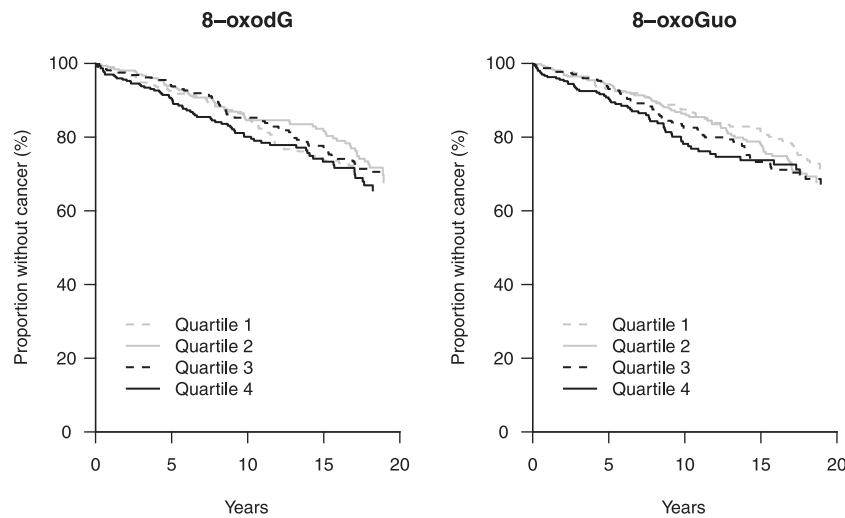 8–oxodG
100
80
60
40
20
0
Proportion without cancer (%)
Quartile 1
Quartile 2
Quartile 3
Quartile 4
0 5 10 15 20
Years
8–oxoGuo
100
80
60
40
20
0
Proportion without cancer (%)
Quartile 1
Quartile 2
Quartile 3
Quartile 4
0 5 10 15 20
Years